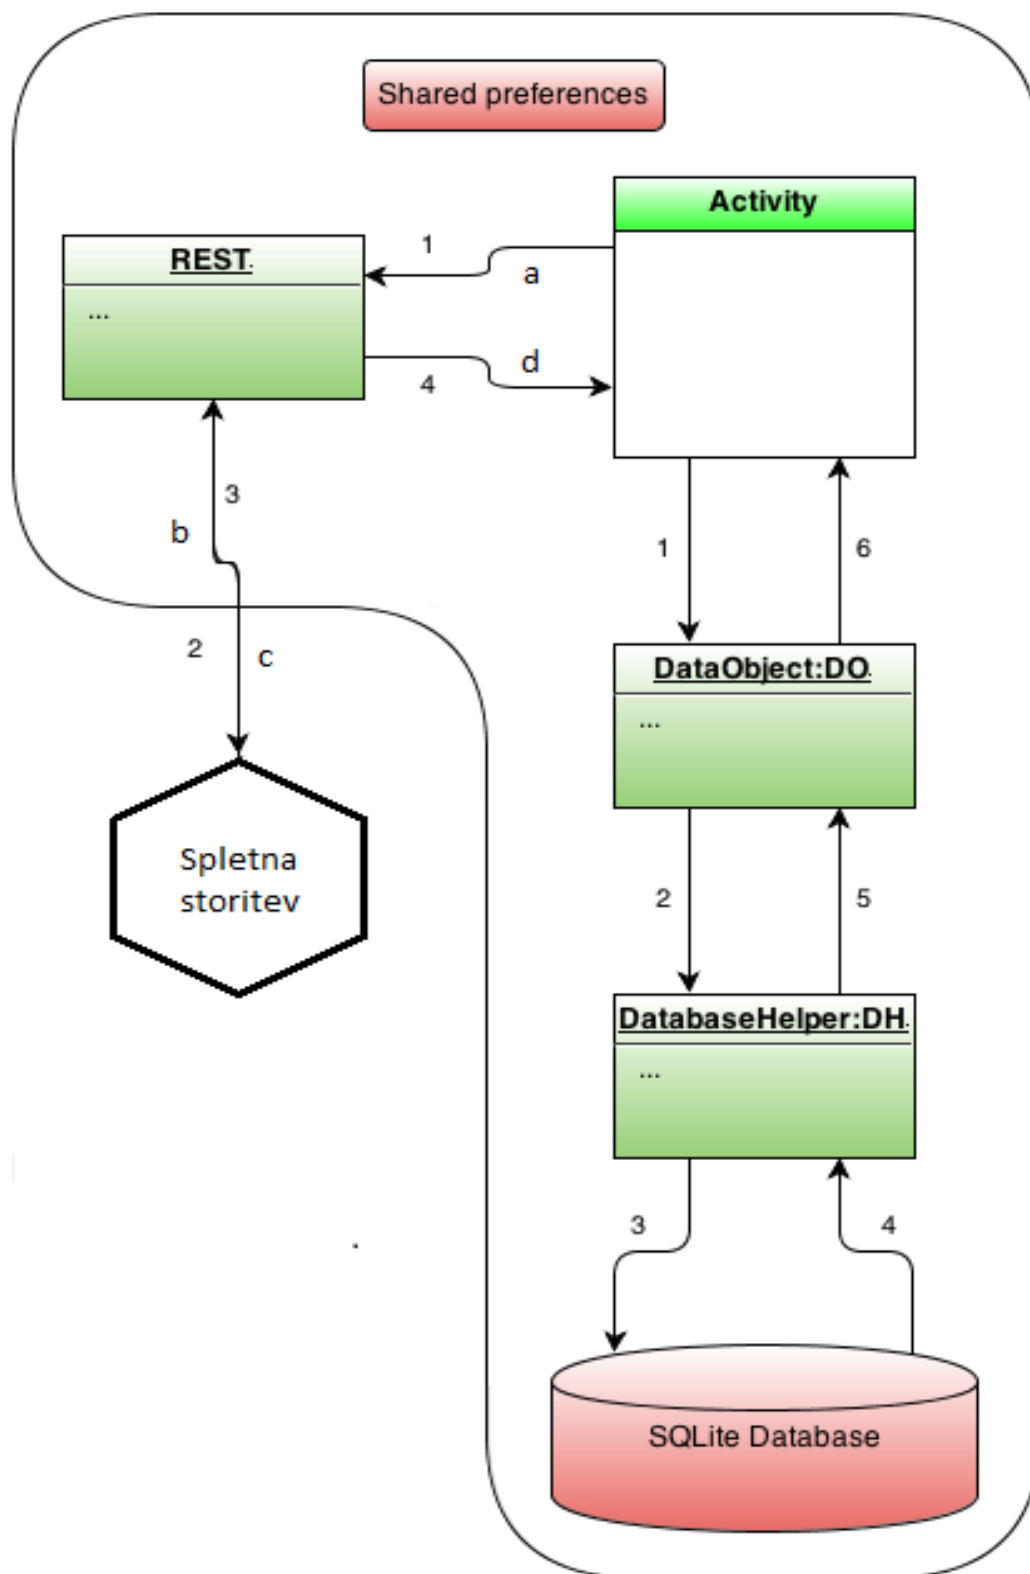 Shared preferences
Activity
REST
...
1
a
4
d
3
b
2
c
1
6
DataObject:DO
...
Spletna
storitev
2
5
DatabaseHelper:DH
...
3
4
SQLite Database